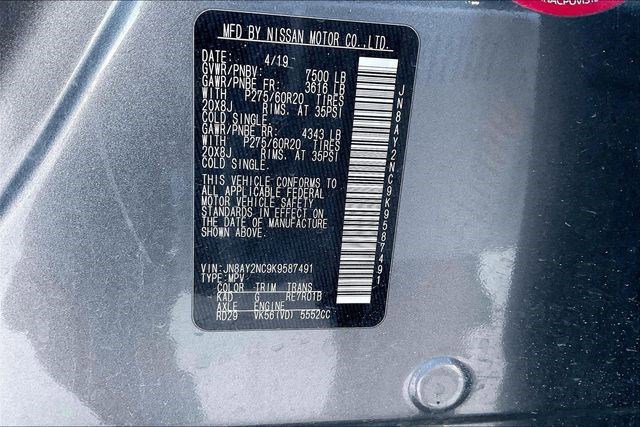 MFD BY NISSAN MOTOR CO.,LTD.
DATE: 4/19
GVWR/PNBV: 7500 LB
GAWR/PNBE FR: 3616 LB
WITH P275/60R20 TIRES
20X8J RIMS. AT 35PSI
COLD SINGLE.
GAWR/PNBE RR: 4343 LB
WITH P275/60R20 TIRES
20X8J RIMS. AT 35PSI
COLD SINGLE.
THIS VEHICLE CONFORMS TO
ALL APPLICABLE FEDERAL
MOTOR VEHICLE SAFETY
STANDARDS IN EFFECT ON
THE DATE OF MANUFACTURE
SHOWN ABOVE.
VIN:JN8AY2NC9K9587491
TYPE:MPV
COLOR TRIM TRANS
KAD G RE7R01B
AXLE ENGINE
RD29 VK56(VD) 5552CC
JN8AY2NC9K9587491